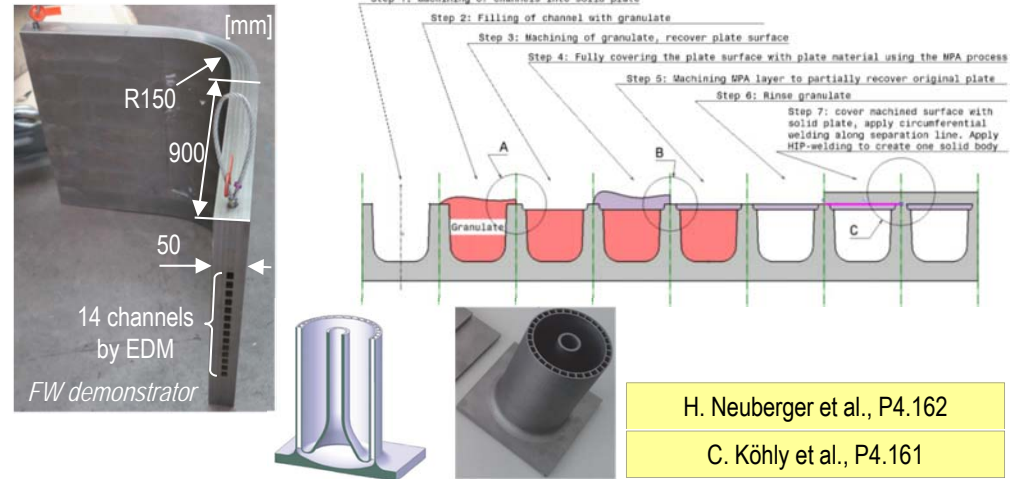 [mm]
R150
900
50
14 channels
by EDM
FW demonstrator
Step 2: Filling of channel with granulate
Step 3: Machining of granulate, recover plate surface
Step 4: Fully covering the plate surface with plate material using the MPA process
Step 5: Machining MPA layer to partially recover original plate
Step 6: Rinse granulate
Step 7: cover machined surface with
solid plate, apply circumferential
welding along separation line. Apply
HIP-welding to create one solid body
A
B
Granulate
C
H. Neuberger et al., P4.162
C. Köhly et al., P4.161